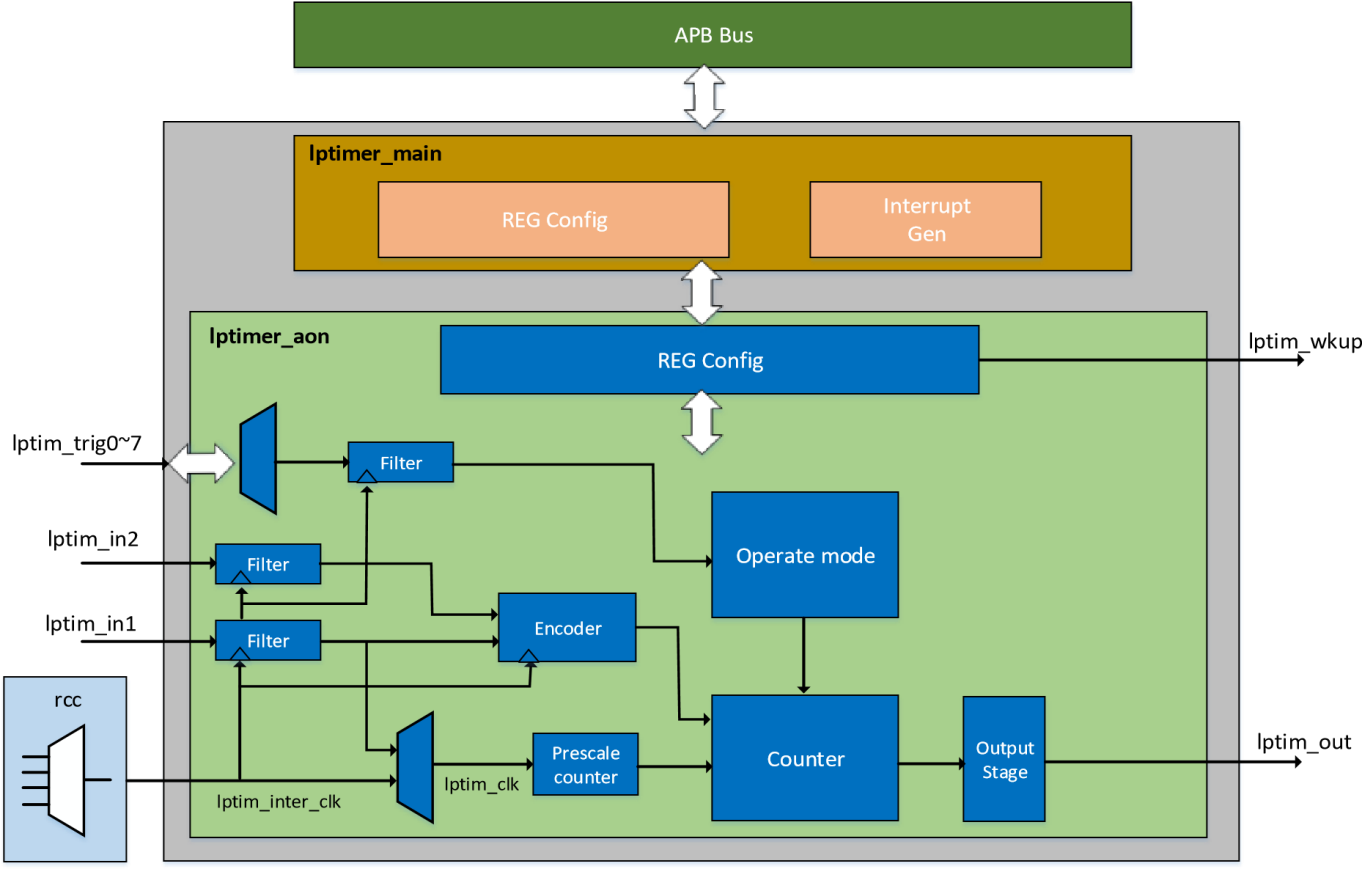 APB Bus
lptimer_main
REG Config
Interrupt
Gen
lptimer_aon
REG Config
lptim_wkup
lptim_trig0~7
Filter
lptim_in2
Filter
Operate mode
lptim_in1
Filter
Encoder
rcc
Prescale
counter
Counter
Output
Stage
lptim_out
lptim_inter_clk
lptim_clk